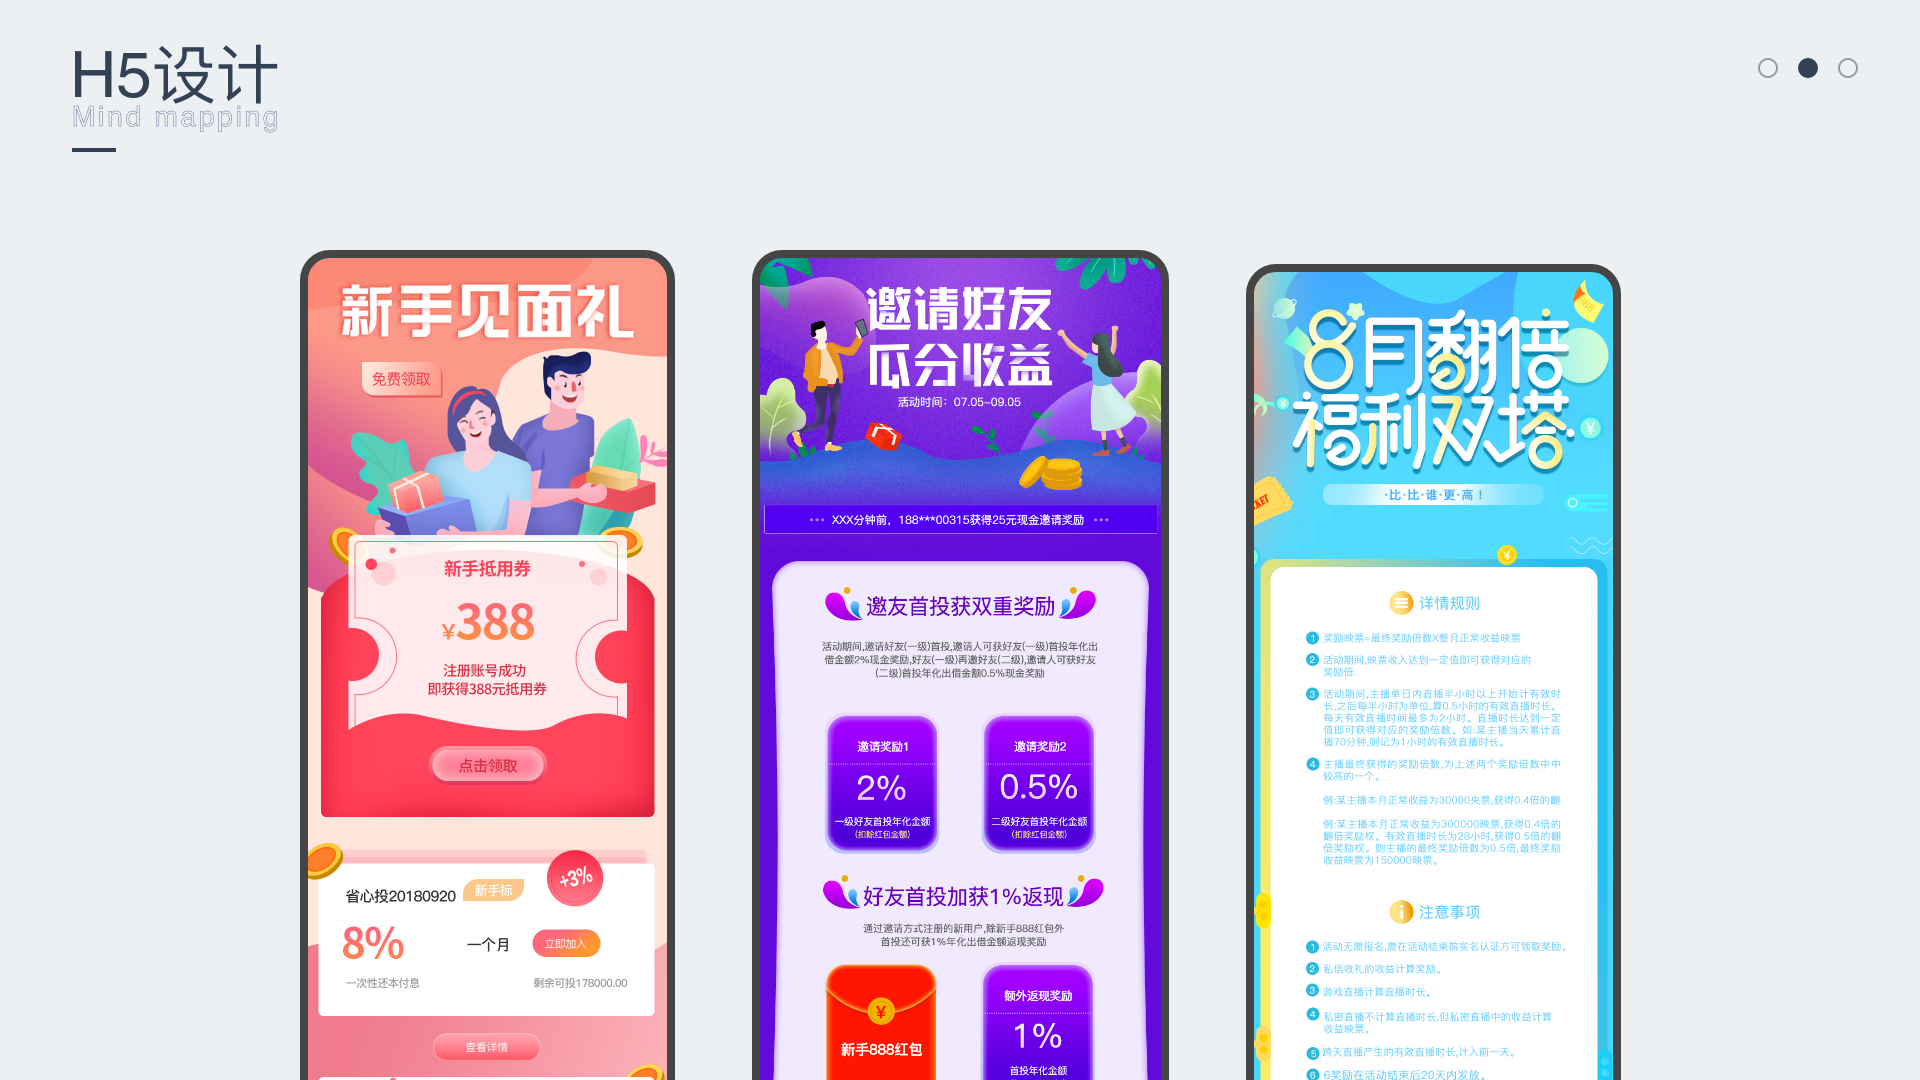 H5设计
Mind mapping
新手见面礼
免费领取
新手抵用券
¥388
注册账号成功
即获得388元抵用券
点击领取
省心投20180920
新手标
+3%
8%
一个月
立即加入
一次性还本付息
剩余可投178000.00
查看详情
邀请好友
瓜分收益
活动时间：07.05-09.05
XXX分钟前，188***00315获得25元现金邀请奖励
邀友首投获双重奖励
活动期间,邀请好友(一级)首投,邀请人可获好友(一级)首投年化出
借金额2%现金奖励,好友(一级)再邀好友(二级),邀请人可获好友
(二级)首投年化出借金额0.5%现金奖励
邀请奖励1
2%
一级好友首投年化金额
(扣除红包金额)
邀请奖励2
0.5%
二级好友首投年化金额
(扣除红包金额)
好友首投加获1%返现
通过邀请方式注册的新用户,除新手888红包外
首投还可获1%年化出借金额返现奖励
¥
新手888红包
额外返现奖励
1%
首投年化金额
8月翻倍
福利双塔
·比·比·谁·更·高！
详情规则
1 奖励映票=最终奖励倍数X整月正常收益映票
2 活动期间,映票收入达到一定值即可获得对应的
奖励倍.
3 活动期间,主播单日内直播半小时以上开始计有效时
长,之后每半小时为单位,算0.5小时的有效直播时长。
每天有效直播时间最多为2小时。直播时长达到一定
值即可获得对应的奖励倍数。如:某主播当天累计直
播70分钟,则记为1小时的有效直播时长。
4 主播最终获得的奖励倍数,为上述两个奖励倍数中中
较高的一个。
例:某主播本月正常收益为30000央票,获得0.4倍的翻
例:某主播本月正常收益为300000映票,获得0.4倍的
翻倍奖励权。有效直播时长为28小时,获得0.5倍的翻
倍奖励权。则主播的最终奖励倍数为0.5倍,最终奖励
收益映票为150000映票。
注意事项
1 活动无需报名,需在活动结束前实名认证方可领取奖励。
2 私信收礼的收益计算奖励。
3 游戏直播计算直播时长。
4 私密直播不计算直播时长,但私密直播中的收益计算
收益映票。
5 跨天直播产生的有效直播时长,计入前一天。
6 6奖励在活动结束后20天内发放。